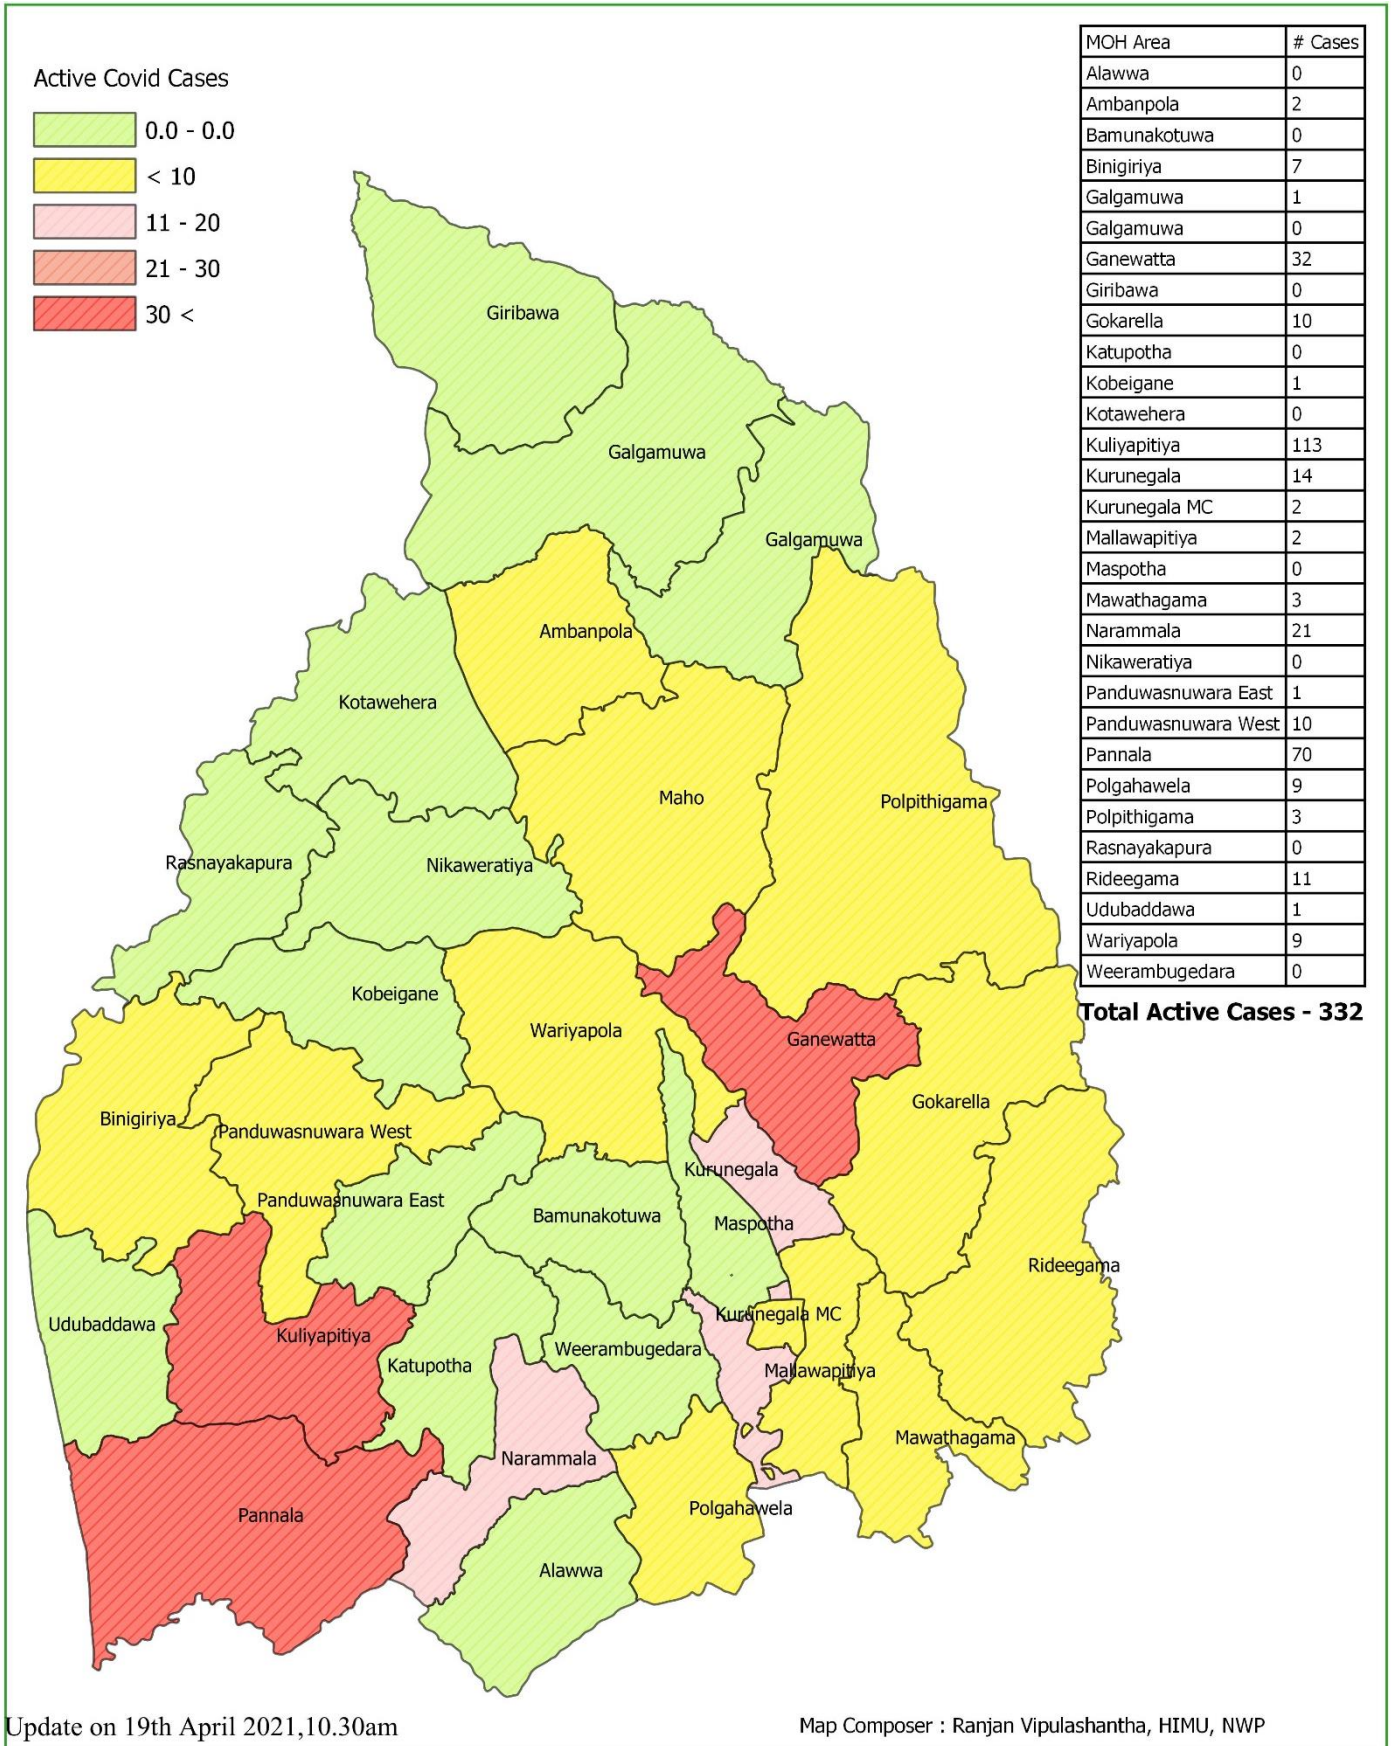 Active Covid Cases
0.0 - 0.0
< 10
11 - 20
21 - 30
30 <
MOH Area # Cases
Alawwa 0
Ambanpola 2
Bamunakotuwa 0
Binigiriya 7
Galgamuwa 1
Galgamuwa 0
Ganewatta 32
Giribawa 0
Gokarella 10
Katupotha 0
Kobeigane 1
Kotawehera 0
Kuliyapitiya 113
Kurunegala 14
Kurunegala MC 2
Mallawapitiya 2
Maspotha 0
Mawathagama 3
Narammala 21
Nikaweratiya 0
Panduwasnuwara East 1
Panduwasnuwara West 10
Pannala 70
Polgahawela 9
Polpithigama 3
Rasnayakapura 0
Rideegama 11
Udubaddawa 1
Wariyapola 9
Weerambugedara 0
Total Active Cases - 332
Giribawa
Galgamuwa
Galgamuwa
Ambanpola
Kotawehera
Maho
Polpithigama
Rasnayakapura
Nikaweratiya
Kobeigane
Wariyapola
Ganewatta
Gokarella
Binigiriya
Panduwasnuwara West
Kurunegala
Panduwasnuwara East
Bamunakotuwa
Maspotha
Rideegama
Udubaddawa
Kurunegala MC
Kuliyapitiya
Weerambugedara
Katupotha
Mallawapitiya
Mawathagama
Narammala
Polgahawela
Pannala
Alawwa
Update on 19th April 2021,10.30am
Map Composer : Ranjan Vipulashantha, HIMU, NWP